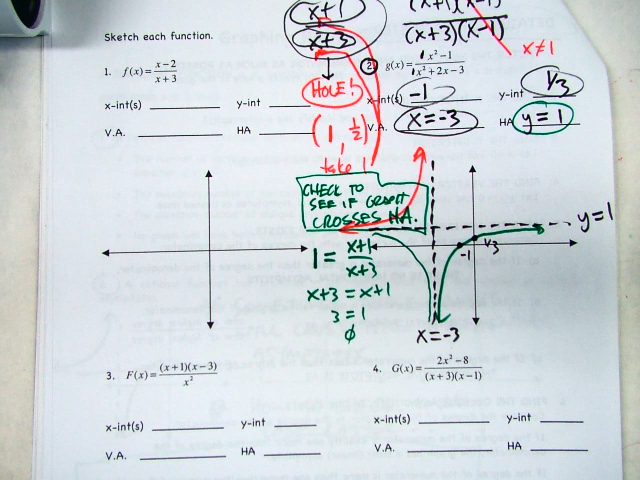 x+1
x+3
(x+1)(x-1)
(x+3)(x-1)
x≠1
HOLE!
(1, 1/2)
take 1
Sketch each function.
1. f(x)=(x-2)/(x+3)
x-int(s)
y-int
V.A.
HA
2. g(x)=(1x²-1)/(1x²+2x-3)
x-int(s) -1
y-int 1/3
V.A. x=-3
HA y=1
CHECK TO
SEE IF GRAPH
CROSSES HA.
1 = (x+1)/(x+3)
x+3 = x+1
3 = 1
∅
y=1
-1
1/3
x=-3
3. F(x)=((x+1)(x-3))/x²
x-int(s)
y-int
V.A.
HA
4. G(x)=(2x²-8)/((x+3)(x-1))
x-int(s)
y-int
V.A.
HA